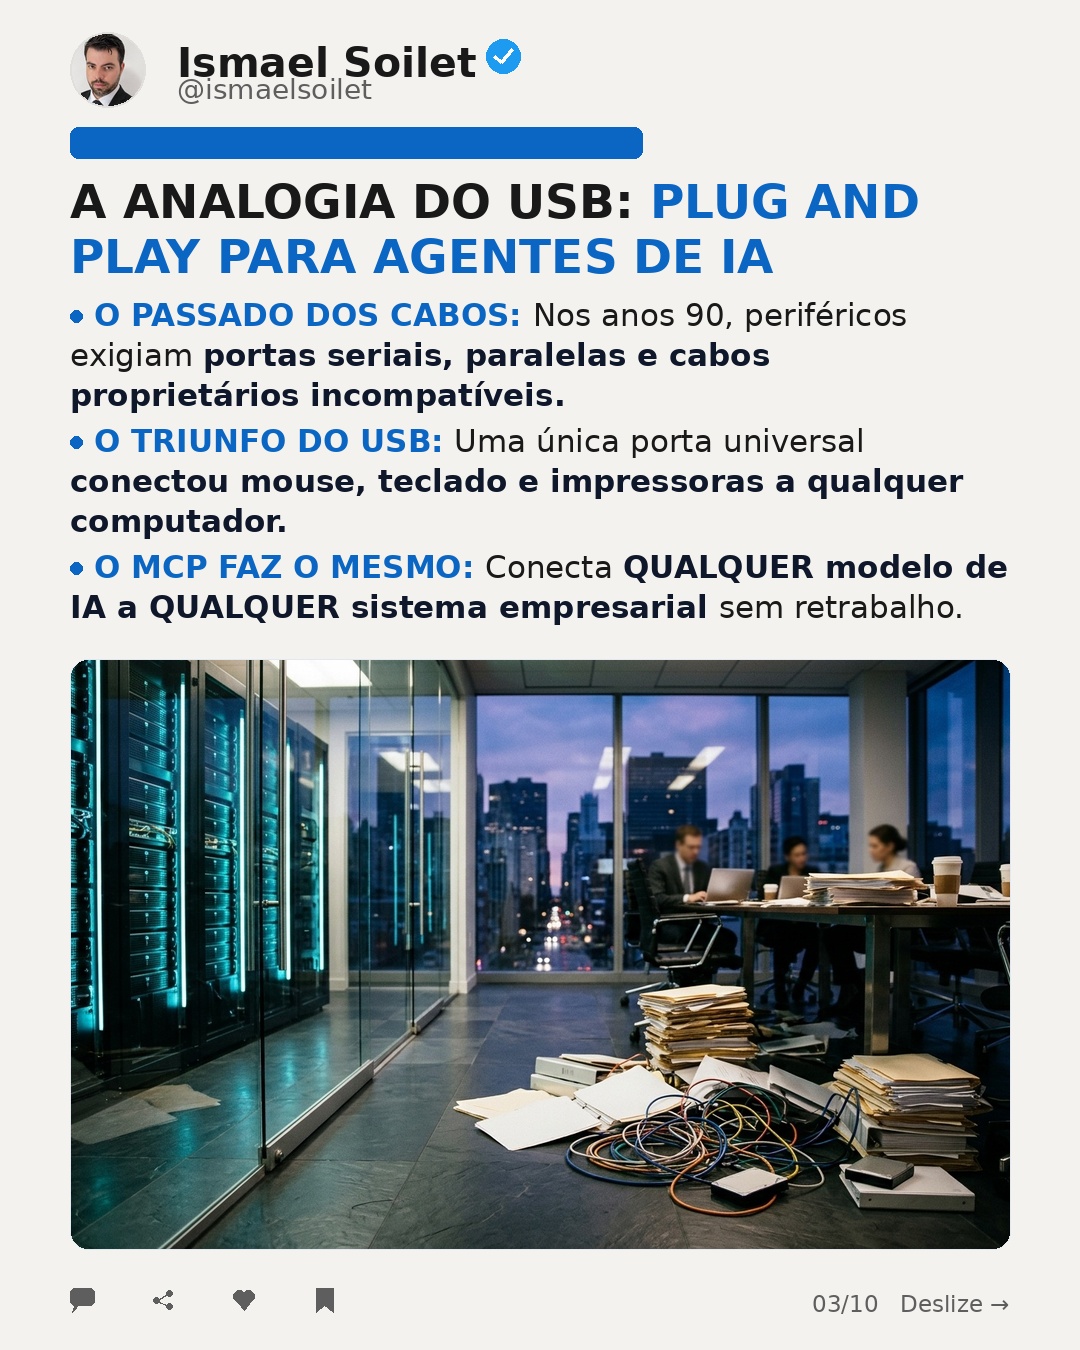 Ismael Soilet
@ismaelsoilet
A ANALOGIA DO USB: PLUG AND
PLAY PARA AGENTES DE IA
• O PASSADO DOS CABOS: Nos anos 90, periféricos
exigiam portas seriais, paralelas e cabos
proprietários incompatíveis.
• O TRIUNFO DO USB: Uma única porta universal
conectou mouse, teclado e impressoras a qualquer
computador.
• O MCP FAZ O MESMO: Conecta QUALQUER modelo de
IA a QUALQUER sistema empresarial sem retrabalho.
03/10 Deslize →